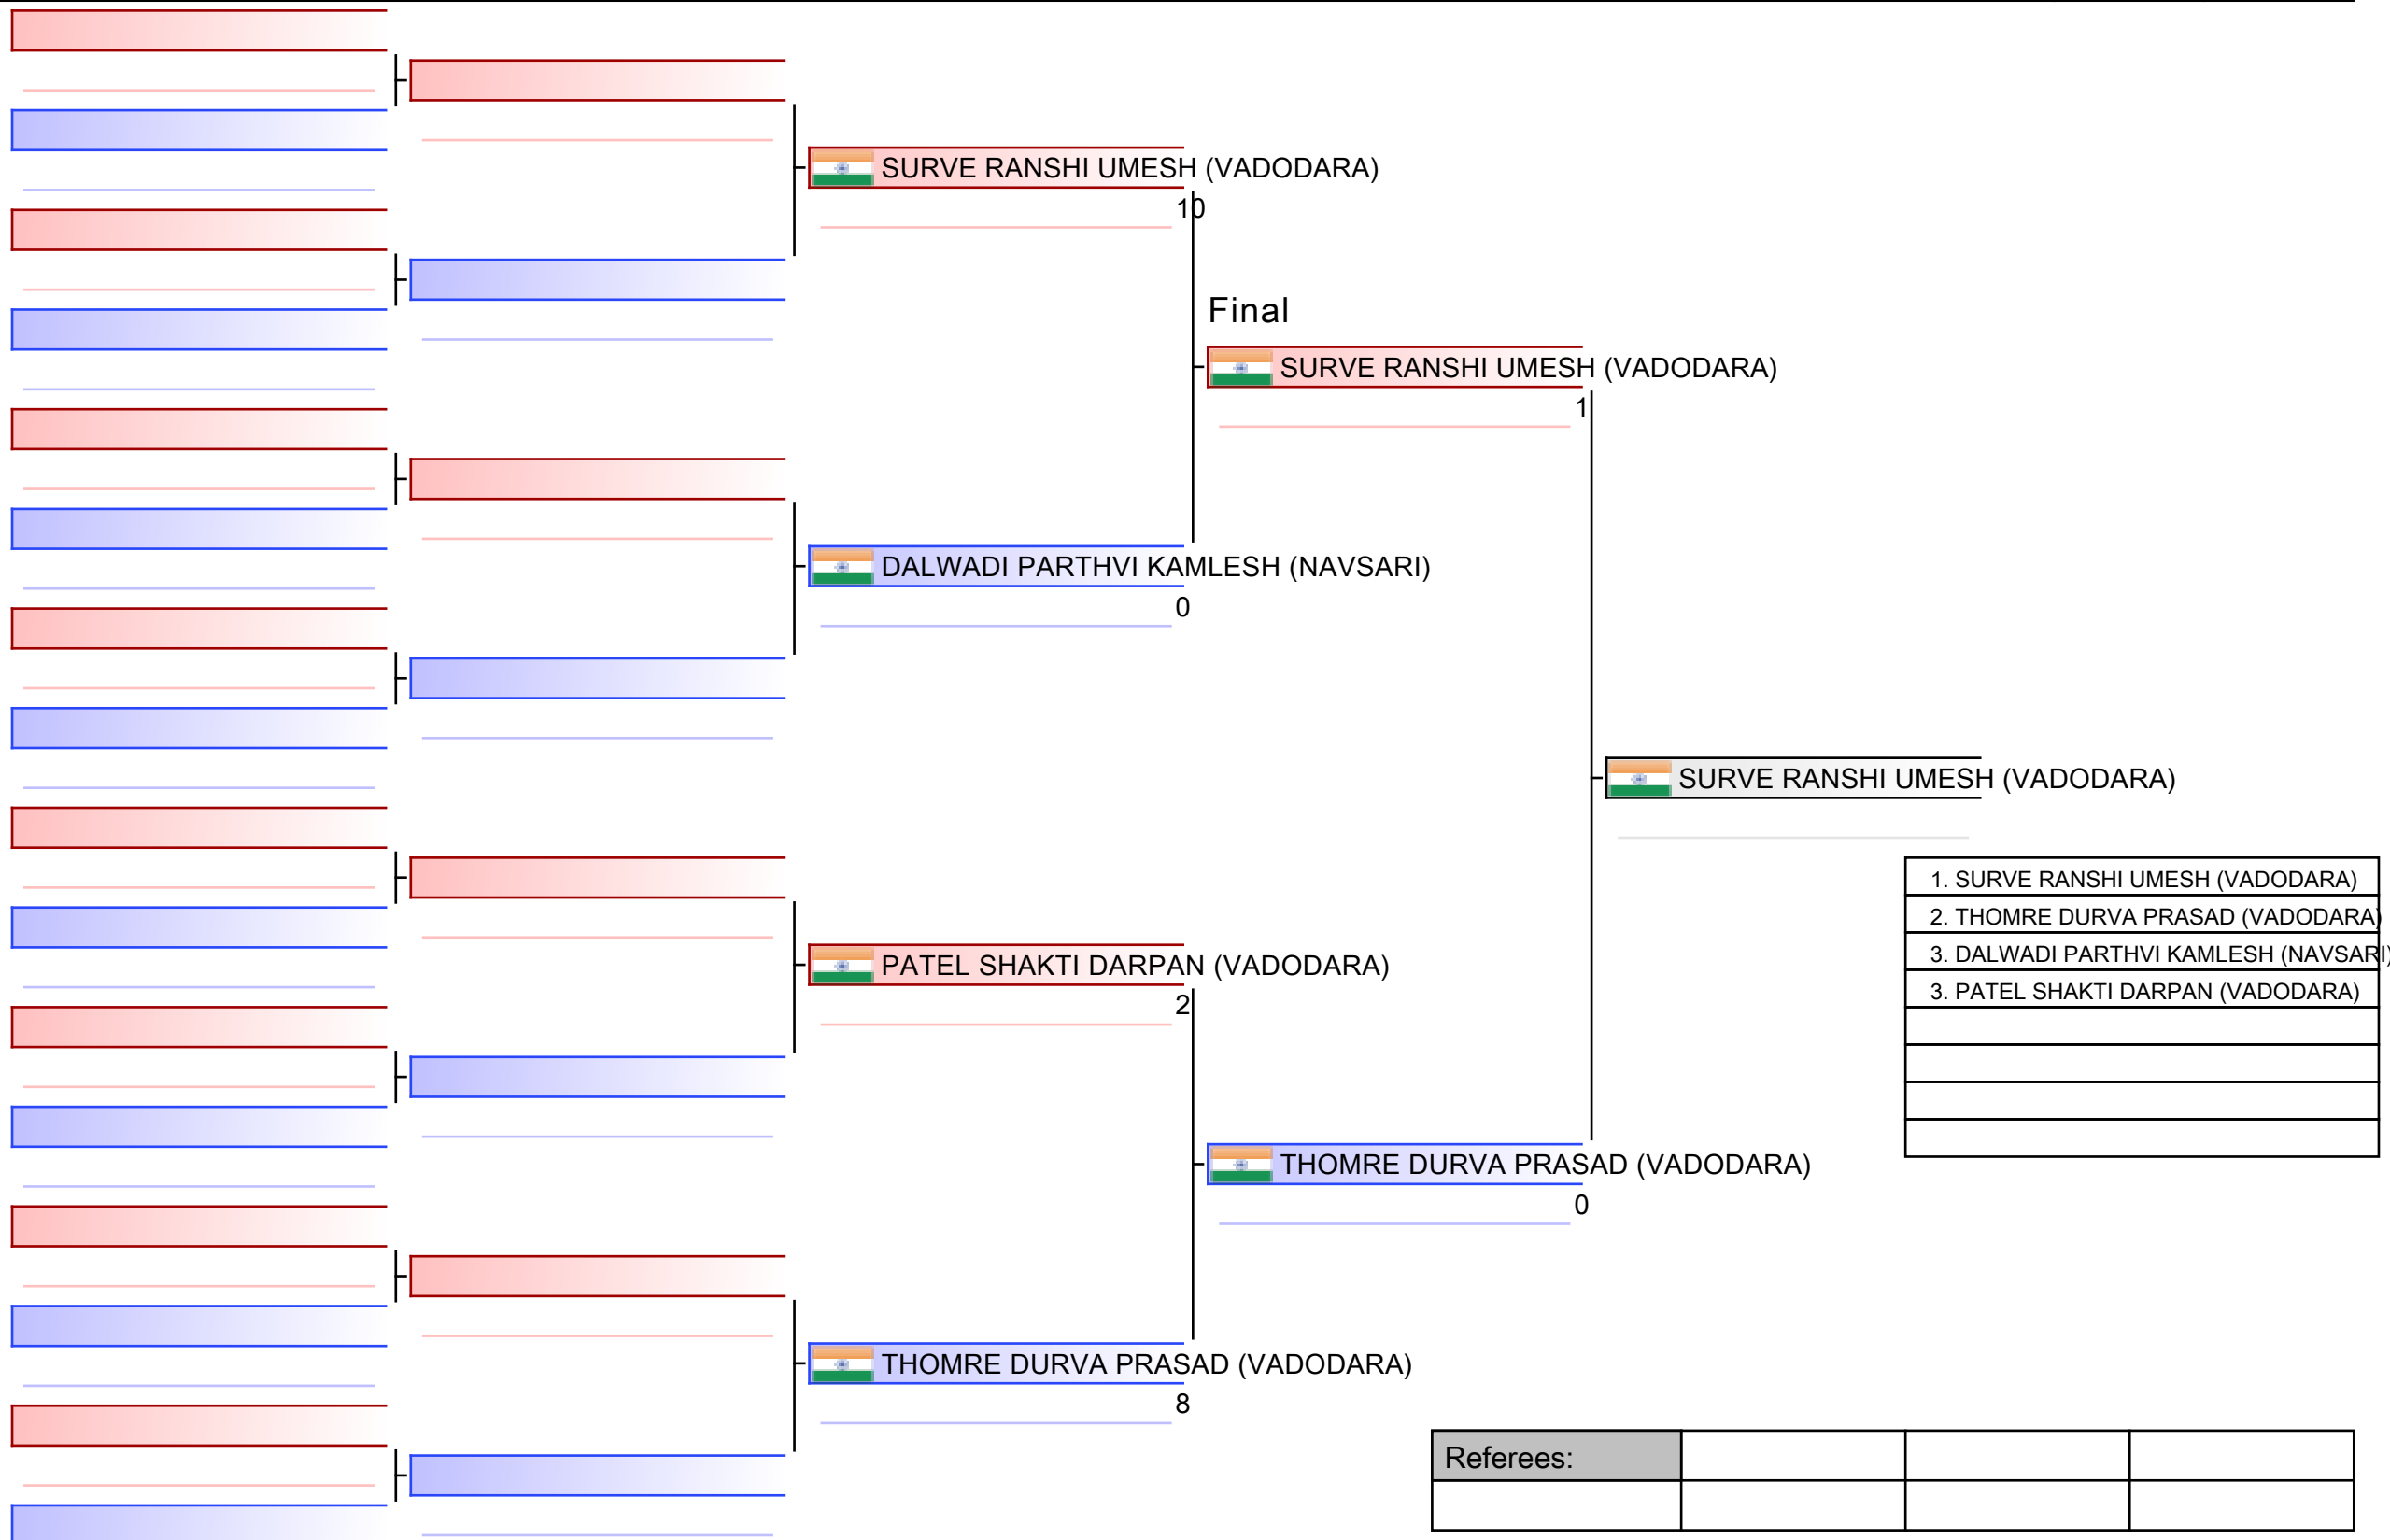 SURVE RANSHI UMESH (VADODARA)
10
Final
SURVE RANSHI UMESH (VADODARA)
1
DALWADI PARTHVI KAMLESH (NAVSARI)
0
SURVE RANSHI UMESH (VADODARA)
1. SURVE RANSHI UMESH (VADODARA)
2. THOMRE DURVA PRASAD (VADODARA)
3. DALWADI PARTHVI KAMLESH (NAVSARI)
3. PATEL SHAKTI DARPAN (VADODARA)
PATEL SHAKTI DARPAN (VADODARA)
2
THOMRE DURVA PRASAD (VADODARA)
0
THOMRE DURVA PRASAD (VADODARA)
8
Referees: